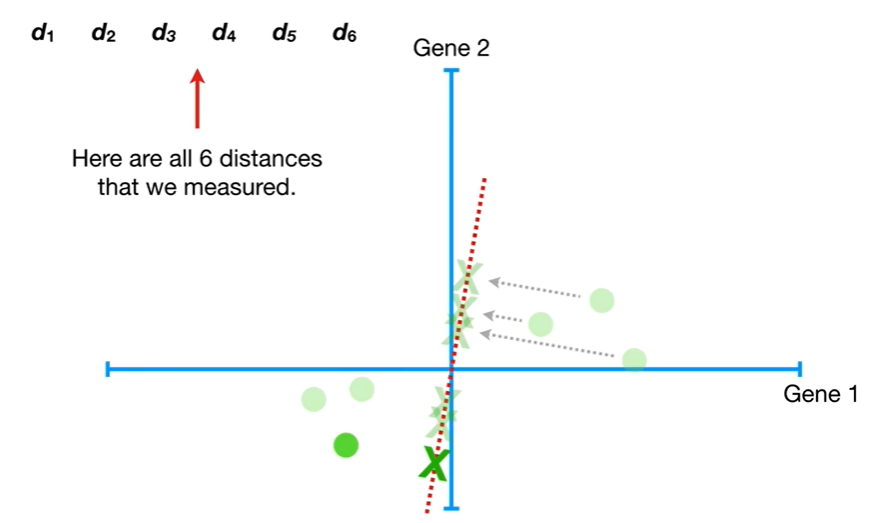 d₁ d₂ d₃ d₄ d₅ d₆
Gene 2
Here are all 6 distances
that we measured.
X
X
X
X
X
X
Gene 1